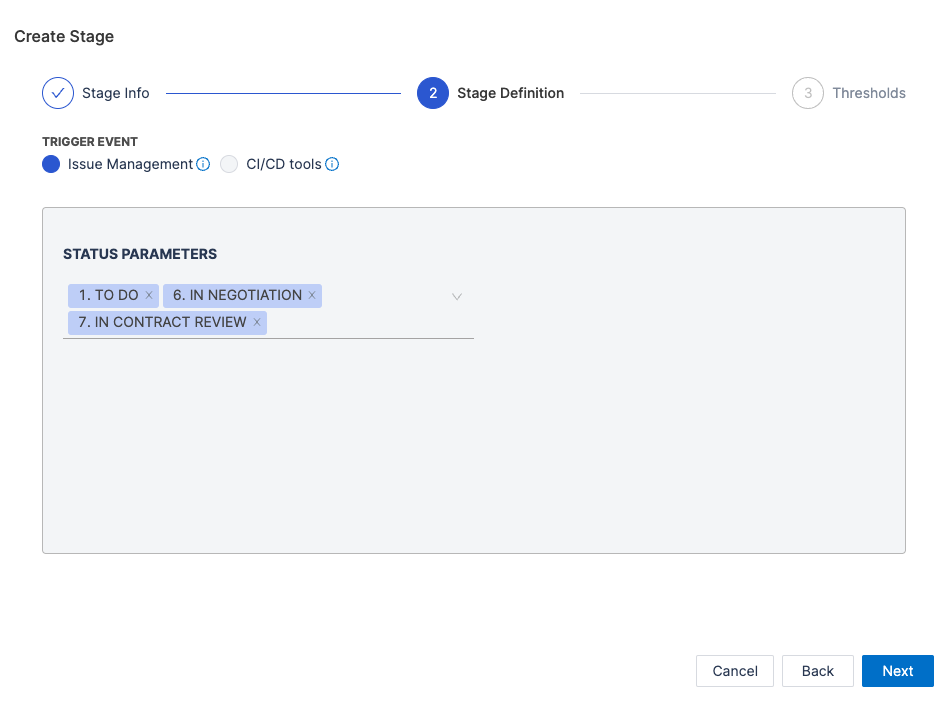 Create Stage
Stage Info
2 Stage Definition
3 Thresholds
TRIGGER EVENT
Issue Management CI/CD tools
STATUS PARAMETERS
1. TO DO 6. IN NEGOTIATION
7. IN CONTRACT REVIEW
Cancel Back Next